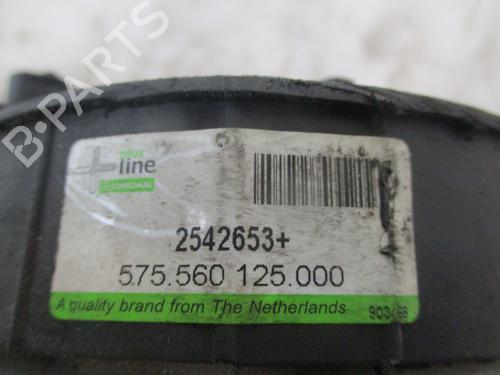 B-PARTS
plus
line
ORIGINAL
2542653+
575.560 125.000
A quality brand from The Netherlands